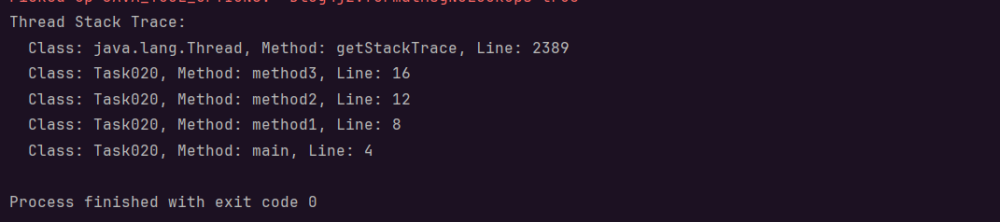 Thread Stack Trace:
  Class: java.lang.Thread, Method: getStackTrace, Line: 2389
  Class: Task020, Method: method3, Line: 16
  Class: Task020, Method: method2, Line: 12
  Class: Task020, Method: method1, Line: 8
  Class: Task020, Method: main, Line: 4
Process finished with exit code 0